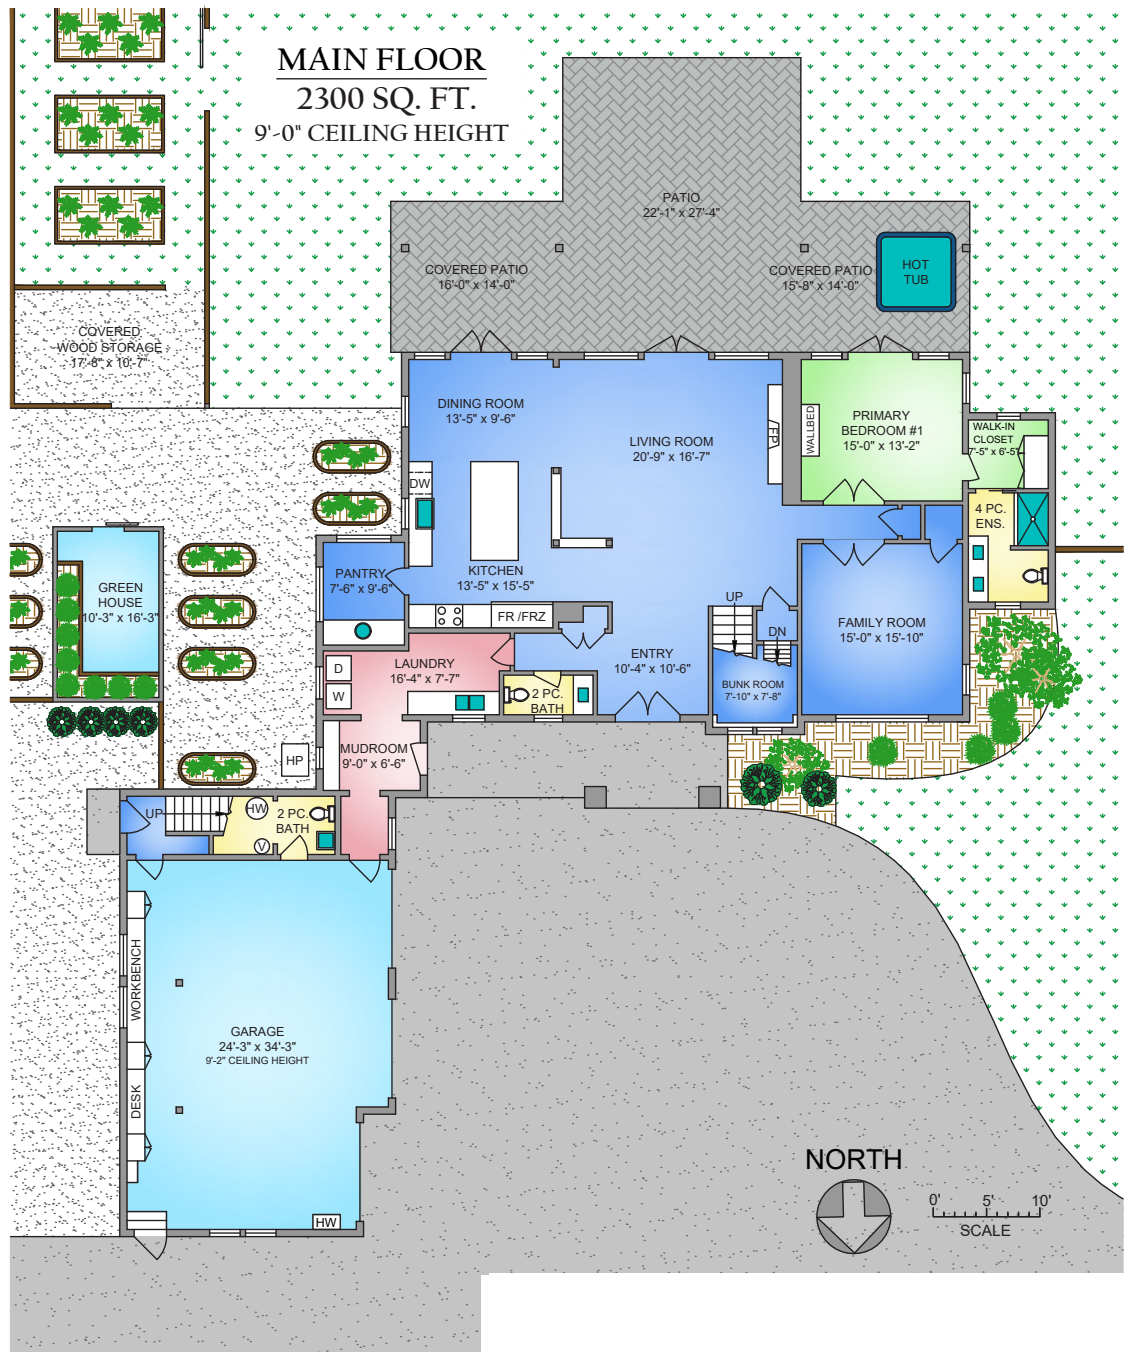 MAIN FLOOR
2300 SQ. FT.
9'-0" CEILING HEIGHT
PATIO
22'-1" x 27'-4"
COVERED PATIO
16'-0" x 14'-0"
COVERED PATIO
15'-8" x 14'-0"
HOT
TUB
COVERED
WOOD STORAGE
17'-8" x 10'-7"
DINING ROOM
13'-5" x 9'-6"
LIVING ROOM
20'-9" x 16'-7"
FP
WALLBED
PRIMARY
BEDROOM #1
15'-0" x 13'-2"
WALK-IN
CLOSET
7'-5" x 6'-5"
DW
4 PC.
ENS.
KITCHEN
13'-5" x 15'-5"
PANTRY
7'-6" x 9'-6"
GREEN
HOUSE
10'-3" x 16'-3"
FR /FRZ
UP
DN
FAMILY ROOM
15'-0" x 15'-10"
ENTRY
10'-4" x 10'-6"
LAUNDRY
16'-4" x 7'-7"
D
W
BUNK ROOM
7'-10" x 7'-8"
2 PC.
BATH
MUDROOM
9'-0" x 6'-6"
HP
UP
HW
2 PC.
BATH
V
WORKBENCH
GARAGE
24'-3" x 34'-3"
9'-2" CEILING HEIGHT
DESK
HW
NORTH
0' 5' 10'
SCALE